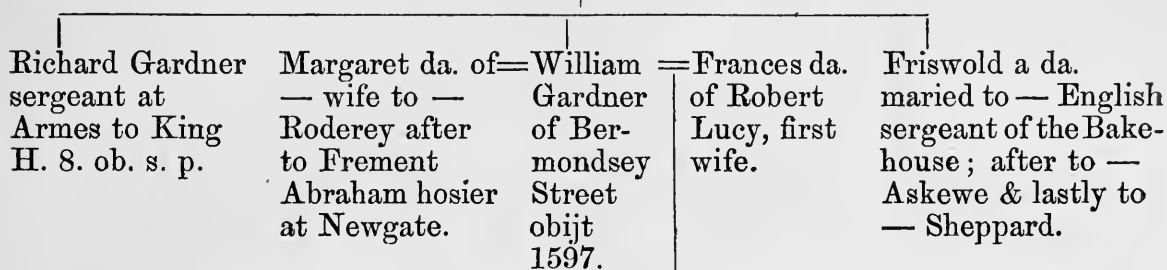 Richard Gardner
sergeant at
Armes to King
H. 8. ob. s. p.
Margaret da. of
— wife to —
Roderey after
to Frement
Abraham hosier
at Newgate.
=William
Gardner
of Ber-
mondsey
Street
obijt
1597.
=Frances da.
of Robert
Lucy, first
wife.
Friswold a da.
maried to — English
sergeant of the Bake-
house; after to —
Askewe & lastly to
— Sheppard.